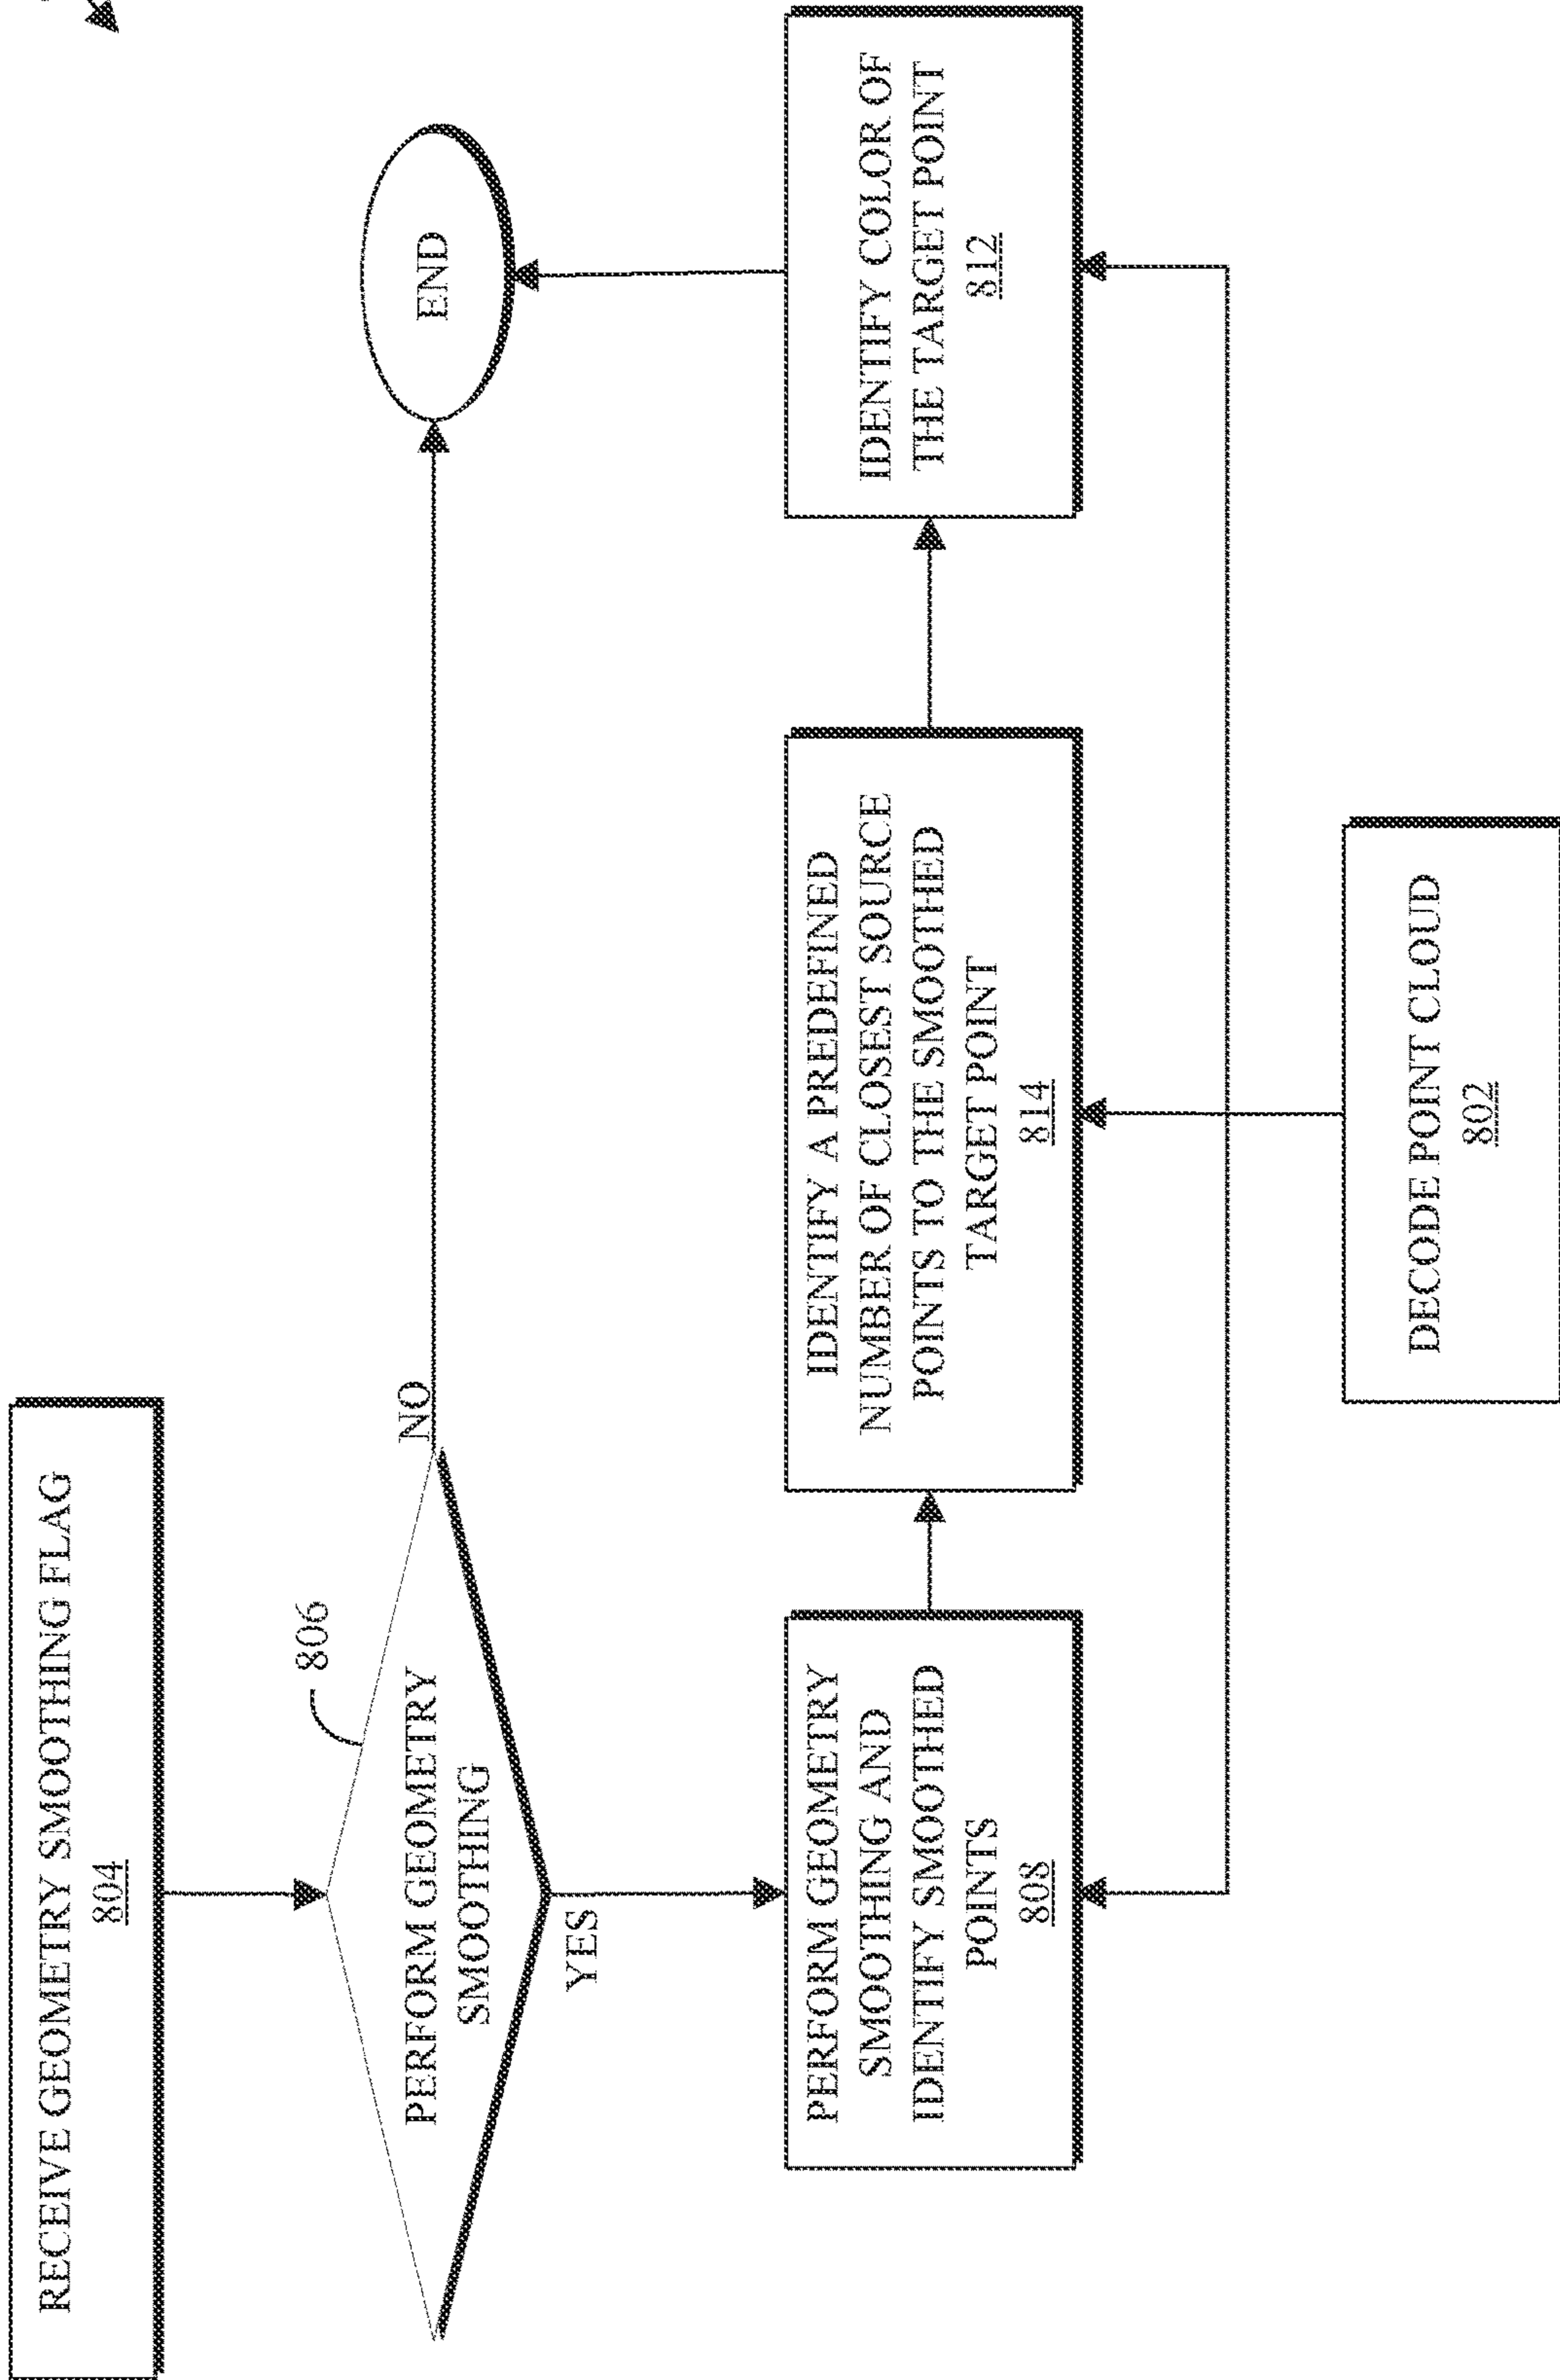 RECEIVE GEOMETRY SMOOTHING FLAG
804
806
PERFORM GEOMETRY
SMOOTHING
NO
YES
END
PERFORM GEOMETRY
SMOOTHING AND
IDENTIFY SMOOTHED
POINTS
808
IDENTIFY A PREDEFINED
NUMBER OF CLOSEST SOURCE
POINTS TO THE SMOOTHED
TARGET POINT
814
IDENTIFY COLOR OF
THE TARGET POINT
812
DECODE POINT CLOUD
802